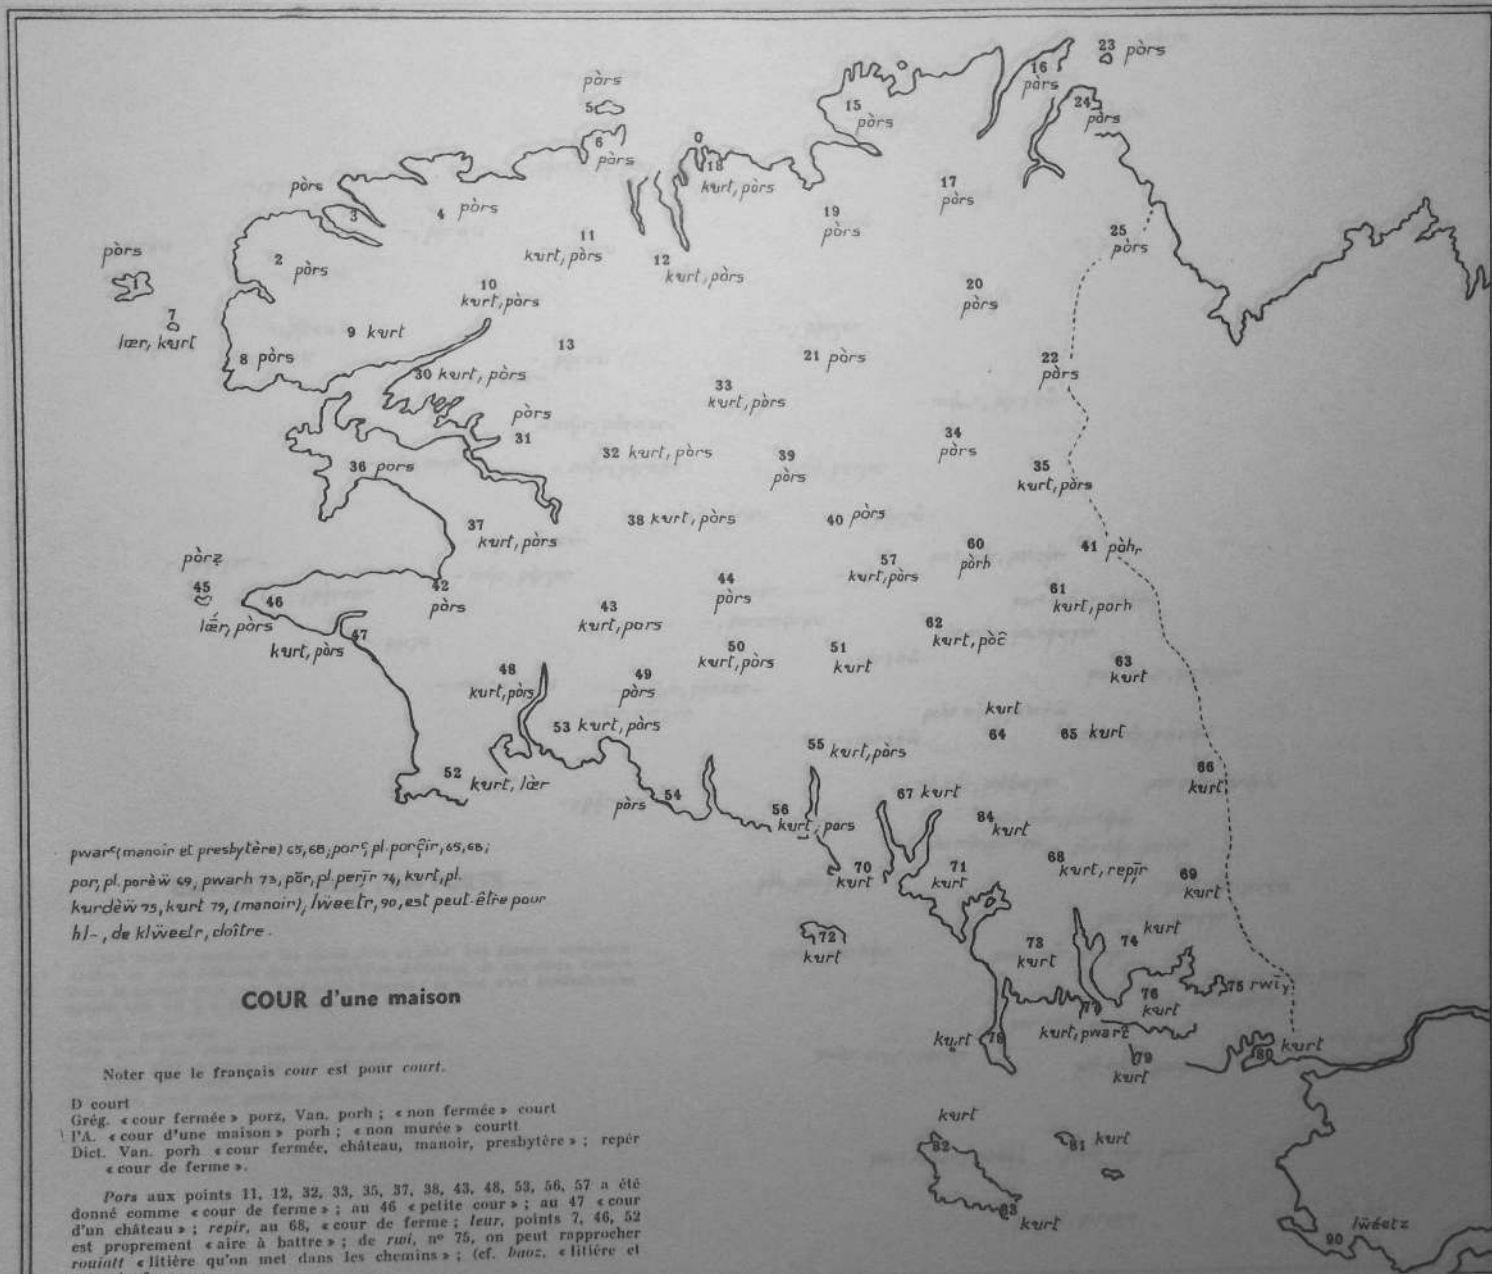 23 pòrs
pòrs
5
16
pòrs
15
pòrs
24
pòrs
6
pòrs
18
kurt, pòrs
pòrs
3
4 pòrs
17
pòrs
19
pòrs
11
kurt, pòrs
25
pòrs
pòrs
1
2
pòrs
12
kurt, pòrs
10
kurt, pòrs
20
pòrs
7
lœr, kurt
9 kurt
8 pòrs
13
21 pòrs
22
pòrs
30 kurt, pòrs
33
kurt, pòrs
pòrs
31
34
pòrs
32 kurt, pòrs
39
pòrs
36 pors
35
kurt, pòrs
37
kurt, pòrs
38 kurt, pòrs
40 pòrs
60
pòrh
41
57
kurt, pòrs
pòrz
45
46
lœ̃r, pòrs
42
pòrs
44
pòrs
61
kurt, porh
43
kurt, pors
47
kurt, pòrs
62
kurt, pòĉ
50
kurt, pòrs
51
kurt
63
kurt
48
kurt, pòrs
49
pòrs
kurt
64
65 kurt
53 kurt, pòrs
55 kurt, pòrs
66
kurt
52
kurt, lœr
pòrs 54
56
kurt, pors
67 kurt
84
kurt
70
kurt
71
kurt
68
kurt, repīr
69
kurt
72
kurt
73
kurt
74
kurt
75 rwīy
76
kurt
77
kurt, pwarz
kurt 78
79
kurt
80 kurt
kurt
82
81 kurt
83
kurt
90
lẅeetz
pwarᶜ (manoir et presbytère) 65, 68; porᶜ, pl. porçir, 65, 68;
por, pl. porèẅ 69, pwarh 73, põr, pl. perīr 74, kurt, pl.
kurdèẅ 75, kurt 79, (manoir), lẅeetr, 90, est peut-être pour
hl-, de klẅeetr, cloître.
COUR d'une maison
Noter que le français cour est pour court.
D court
Grég. « cour fermée » porz, Van. porh ; « non fermée » court
l'A. « cour d'une maison » porh ; « non murée » courtt
Dict. Van. porh « cour fermée, château, manoir, presbytère » ; repér
« cour de ferme ».
Pors aux points 11, 12, 32, 33, 35, 37, 38, 43, 48, 53, 56, 57 a été
donné comme « cour de ferme » ; au 46 « petite cour » ; au 47 « cour
d'un château » ; repir, au 68, « cour de ferme ; leur, points 7, 46, 52
est proprement « aire à battre » ; de rwi, n° 75, on peut rapprocher
rouiatt « litière qu'on met dans les chemins » ; (cf. baoz, « litière et